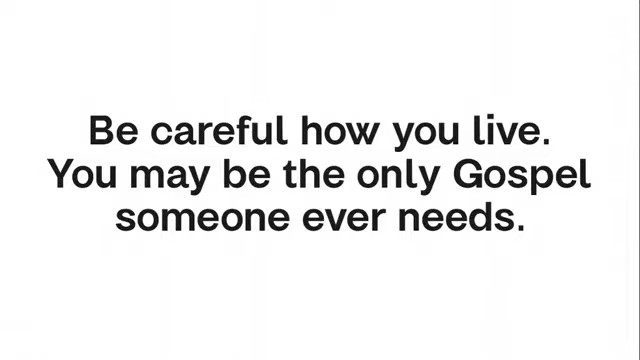 Be careful how you live.
You may be the only Gospel
someone ever needs.